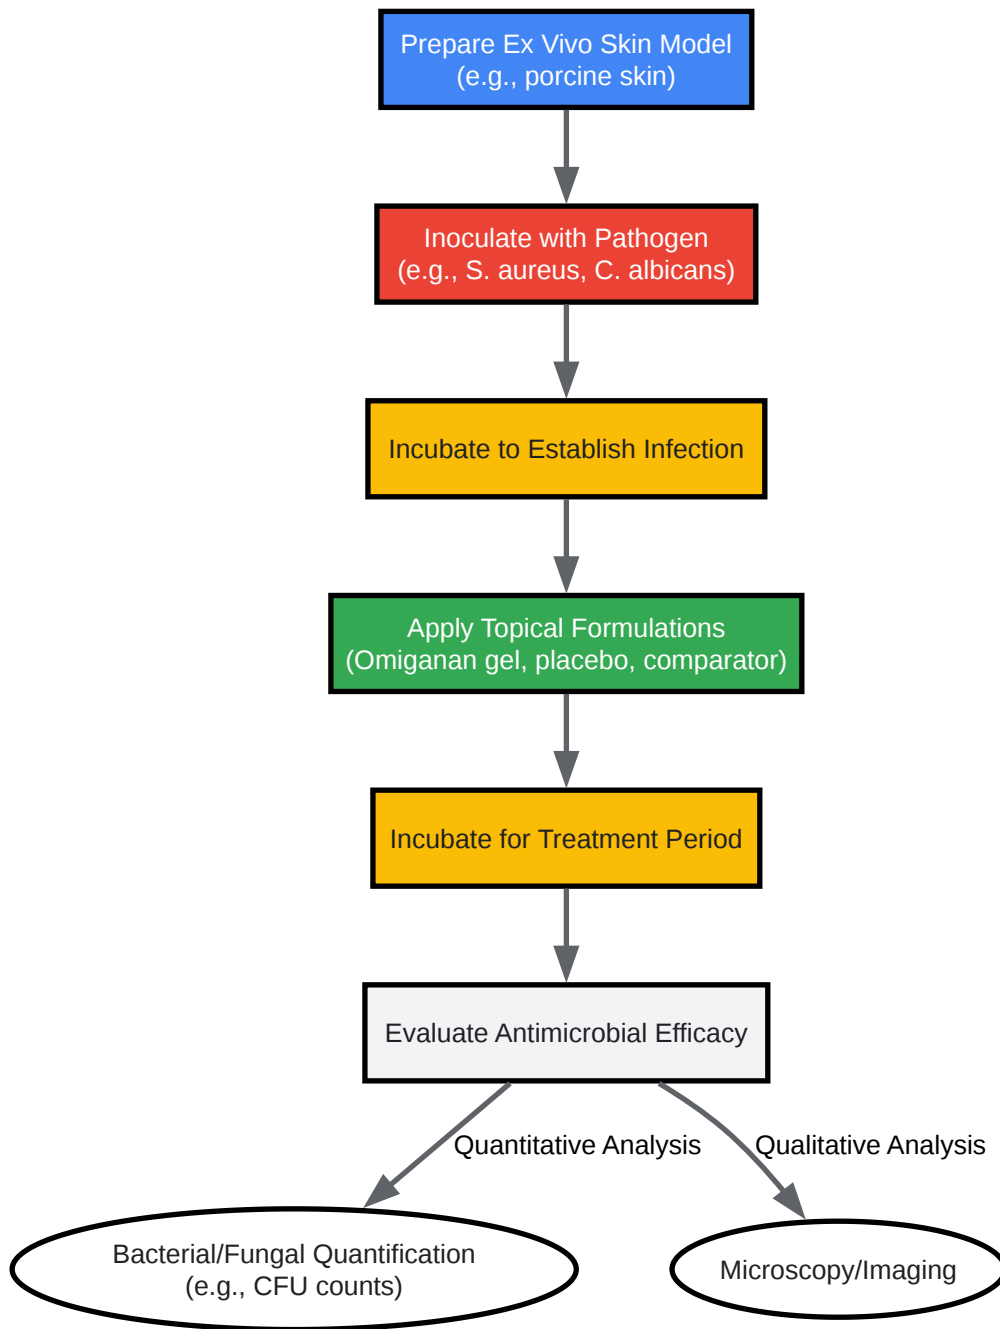 Prepare Ex Vivo Skin Model
(e.g., porcine skin)
Inoculate with Pathogen
(e.g., S. aureus, C. albicans)
Incubate to Establish Infection
Apply Topical Formulations
(Omiganan gel, placebo, comparator)
Incubate for Treatment Period
Evaluate Antimicrobial Efficacy
Quantitative Analysis
Qualitative Analysis
Bacterial/Fungal Quantification
(e.g., CFU counts)
Microscopy/Imaging